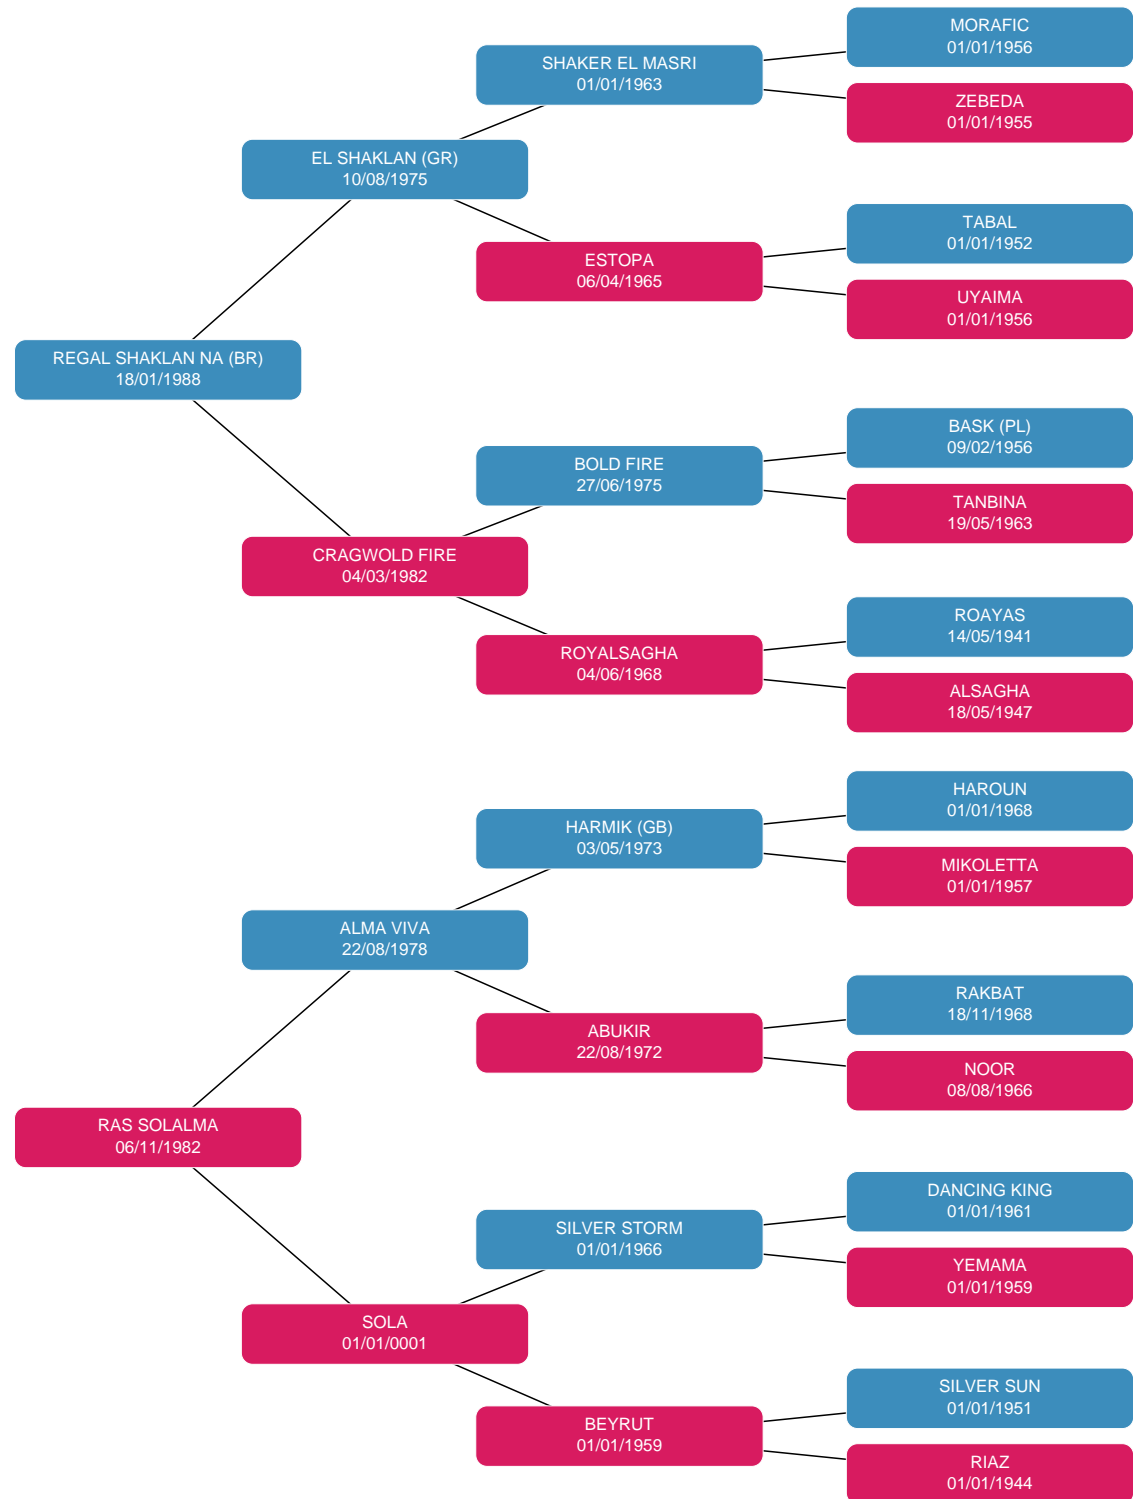 MORAFIC
01/01/1956
SHAKER EL MASRI
01/01/1963
ZEBEDA
01/01/1955
EL SHAKLAN (GR)
10/08/1975
TABAL
01/01/1952
ESTOPA
06/04/1965
UYAIMA
01/01/1956
REGAL SHAKLAN NA (BR)
18/01/1988
BASK (PL)
09/02/1956
BOLD FIRE
27/06/1975
TANBINA
19/05/1963
CRAGWOLD FIRE
04/03/1982
ROAYAS
14/05/1941
ROYALSAGHA
04/06/1968
ALSAGHA
18/05/1947
HAROUN
01/01/1968
HARMIK (GB)
03/05/1973
MIKOLETTA
01/01/1957
ALMA VIVA
22/08/1978
RAKBAT
18/11/1968
ABUKIR
22/08/1972
NOOR
08/08/1966
RAS SOLALMA
06/11/1982
DANCING KING
01/01/1961
SILVER STORM
01/01/1966
YEMAMA
01/01/1959
SOLA
01/01/0001
SILVER SUN
01/01/1951
BEYRUT
01/01/1959
RIAZ
01/01/1944